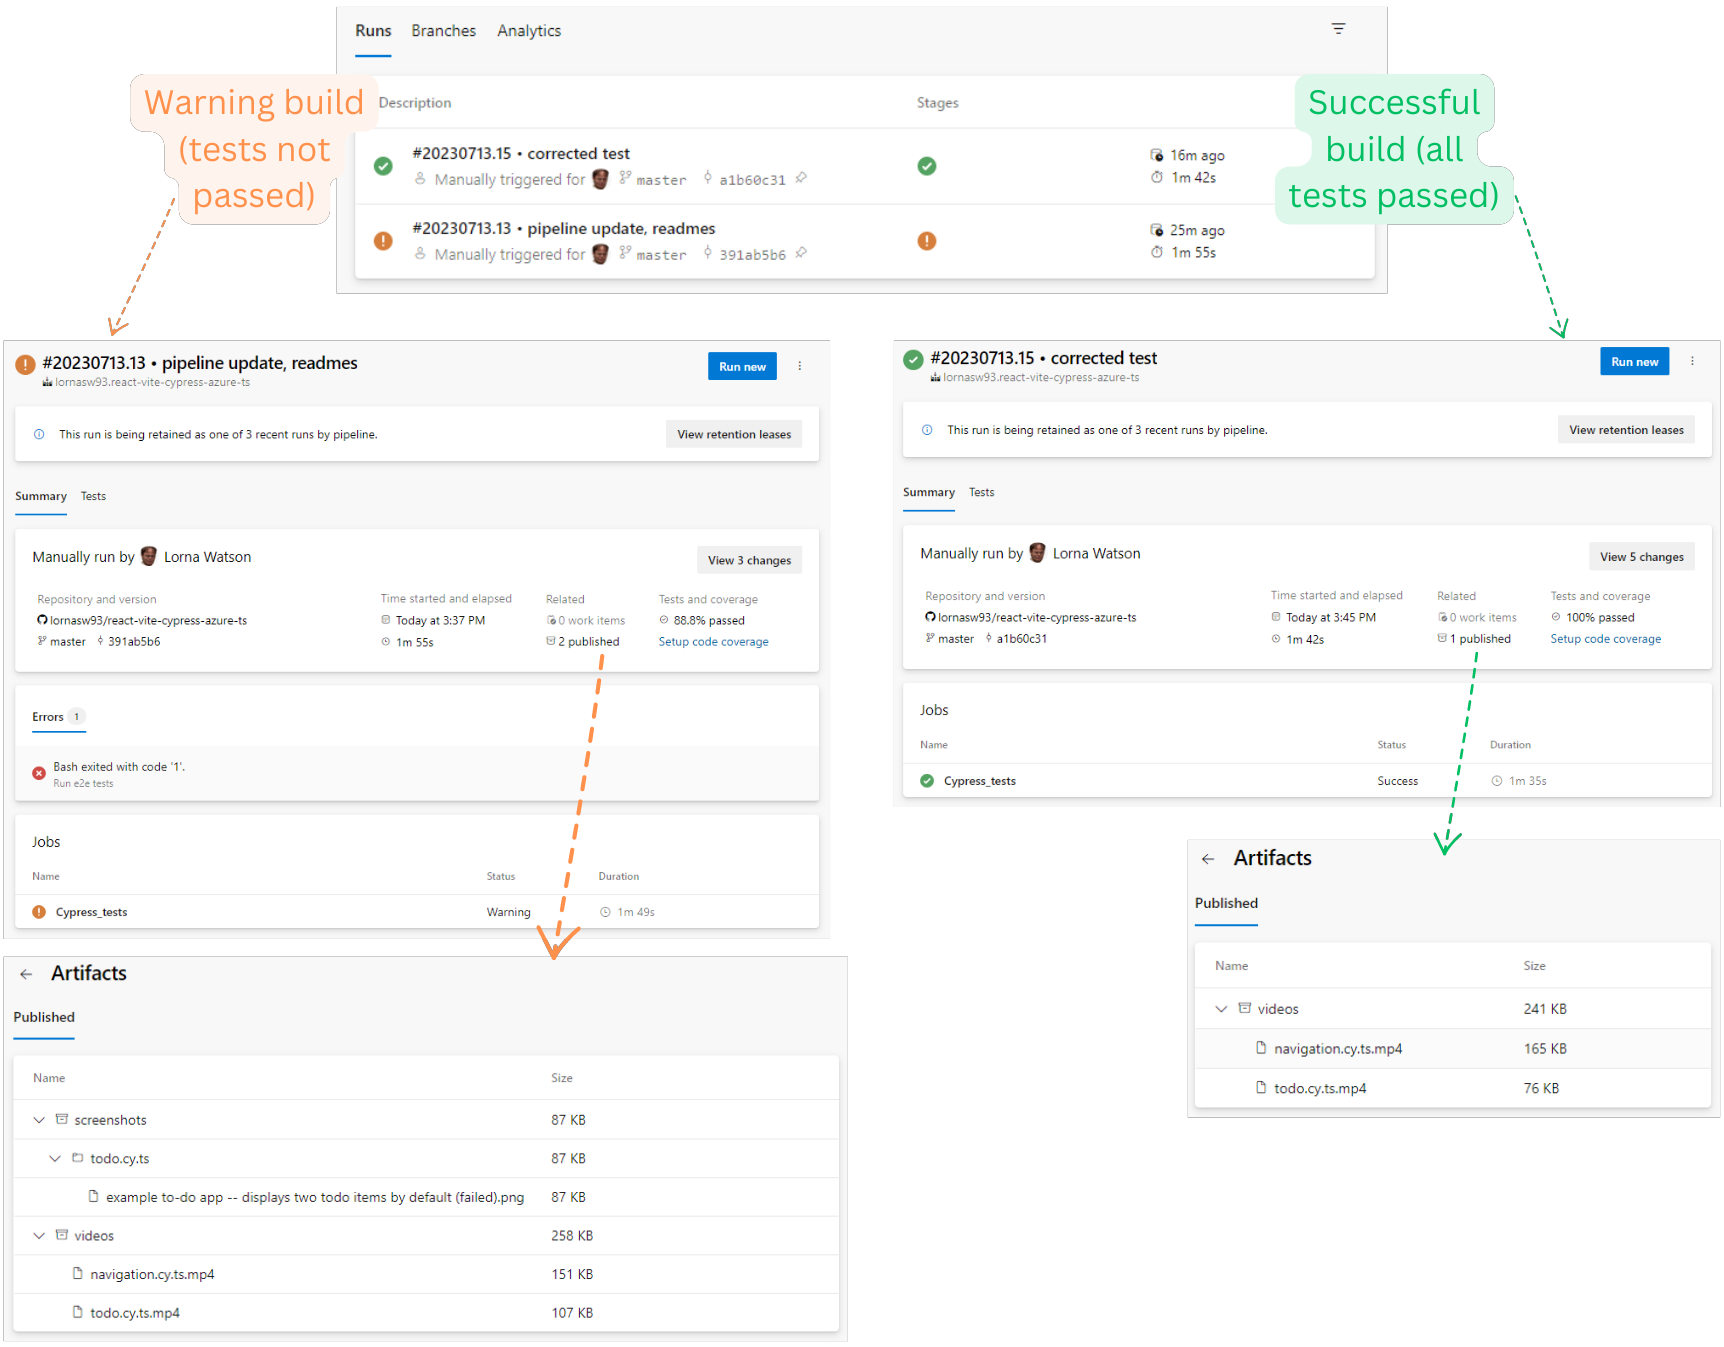 Runs Branches Analytics
Warning build
(tests not
passed)
Description Stages
#20230713.15 • corrected test
Manually triggered for master a1b60c31
16m ago
1m 42s
#20230713.13 • pipeline update, readmes
Manually triggered for master 391ab5b6
25m ago
1m 55s
Successful
build (all
tests passed)
#20230713.13 • pipeline update, readmes
lornasw93.react-vite-cypress-azure-ts
Run new
This run is being retained as one of 3 recent runs by pipeline.
View retention leases
Summary Tests
Manually run by Lorna Watson
View 3 changes
Repository and version Time started and elapsed Related Tests and coverage
lornasw93/react-vite-cypress-azure-ts Today at 3:37 PM 0 work items 88.8% passed
master 391ab5b6 1m 55s 2 published Setup code coverage
Errors 1
Bash exited with code '1'.
Run e2e tests
Jobs
Name Status Duration
Cypress_tests Warning 1m 49s
Artifacts
Published
Name Size
screenshots 87 KB
todo.cy.ts 87 KB
example to-do app -- displays two todo items by default (failed).png 87 KB
videos 258 KB
navigation.cy.ts.mp4 151 KB
todo.cy.ts.mp4 107 KB
#20230713.15 • corrected test
lornasw93.react-vite-cypress-azure-ts
Run new
This run is being retained as one of 3 recent runs by pipeline.
View retention leases
Summary Tests
Manually run by Lorna Watson
View 5 changes
Repository and version Time started and elapsed Related Tests and coverage
lornasw93/react-vite-cypress-azure-ts Today at 3:45 PM 0 work items 100% passed
master a1b60c31 1m 42s 1 published Setup code coverage
Jobs
Name Status Duration
Cypress_tests Success 1m 35s
Artifacts
Published
Name Size
videos 241 KB
navigation.cy.ts.mp4 165 KB
todo.cy.ts.mp4 76 KB